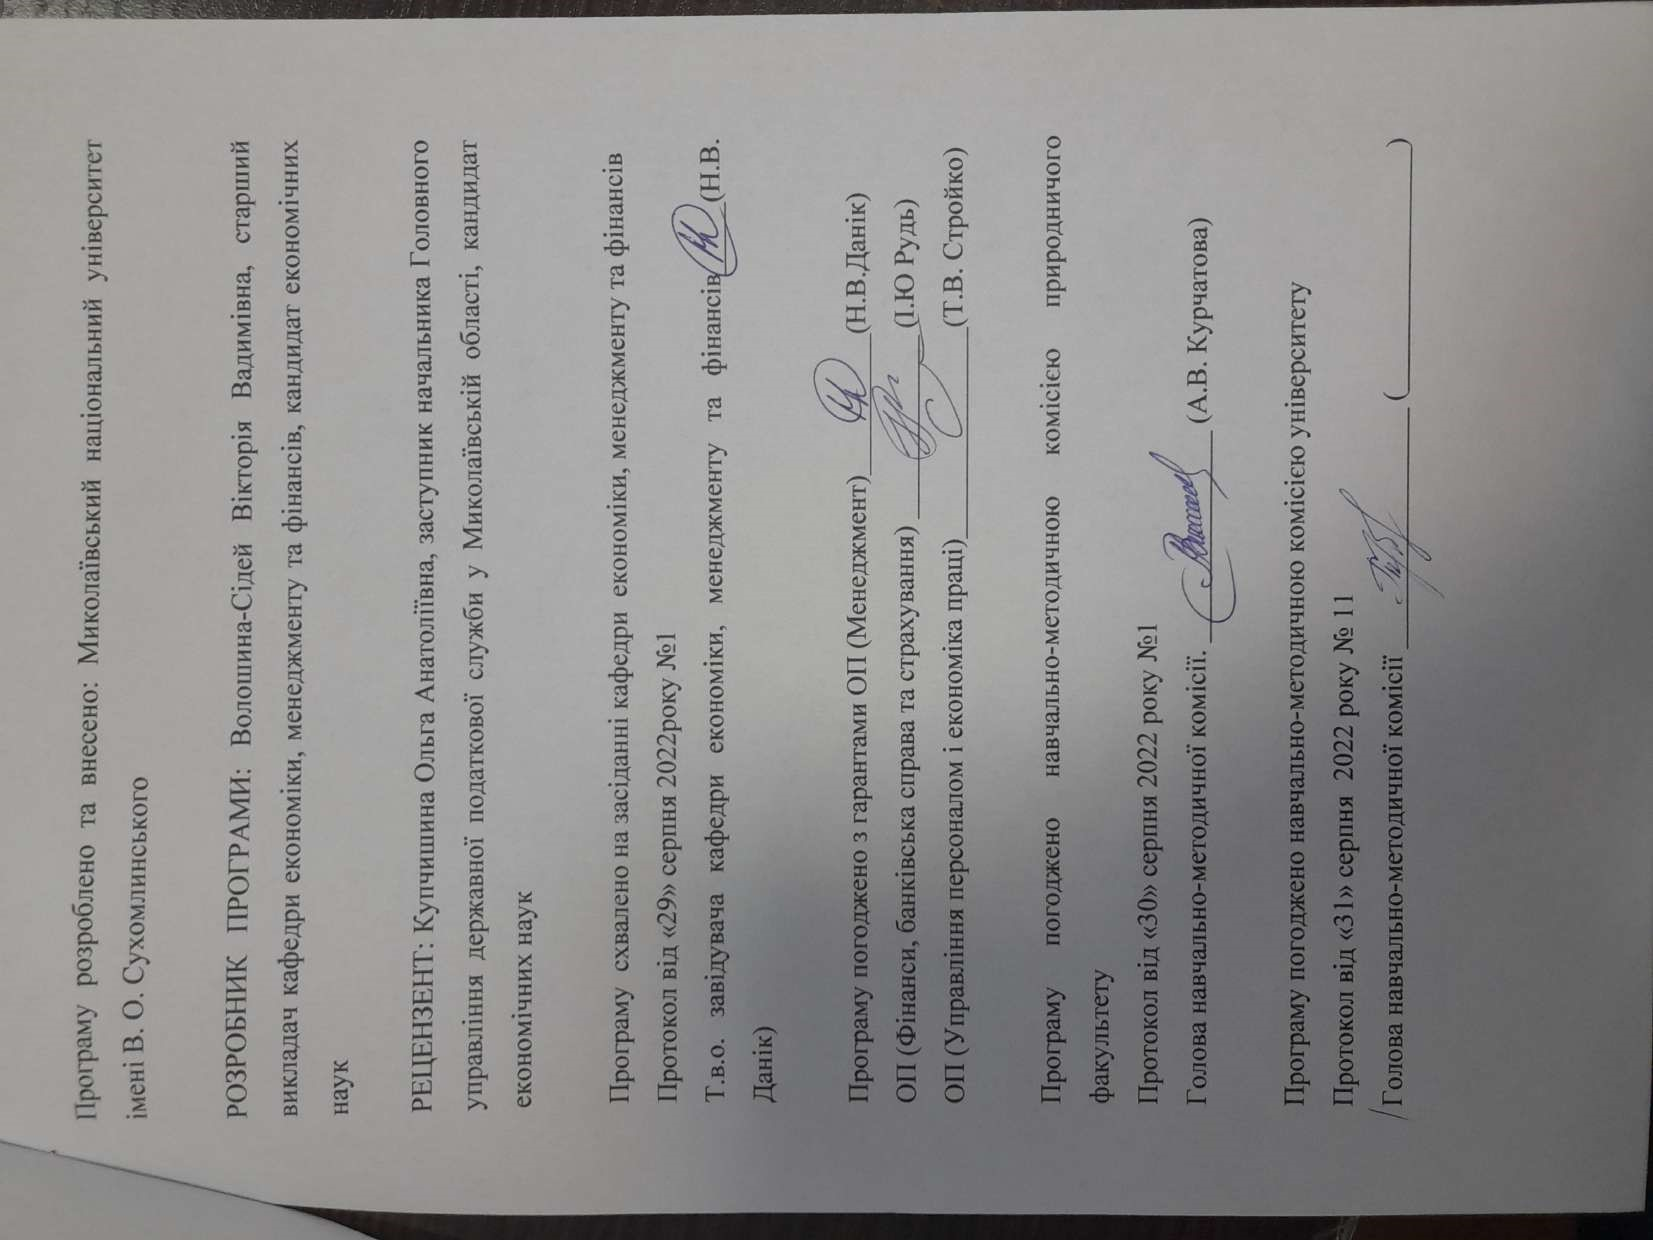 Програму розроблено та внесено: Миколаївський національний університет
імені В. О. Сухомлинського
РОЗРОБНИК ПРОГРАМИ: Волошина-Сідей Вікторія Вадимівна, старший
викладач кафедри економіки, менеджменту та фінансів, кандидат економічних
наук
РЕЦЕНЗЕНТ: Купчишина Ольга Анатоліївна, заступник начальника Головного
управління державної податкової служби у Миколаївській області, кандидат
економічних наук
Програму схвалено на засіданні кафедри економіки, менеджменту та фінансів
Протокол від «29» серпня 2022року №1
Т.в.о. завідувача кафедри економіки, менеджменту та фінансів (Н.В.
Данік)
Програму погоджено з гарантами ОП (Менеджмент) (Н.В.Данік)
ОП (Фінанси, банківська справа та страхування) (І.Ю Рудь)
ОП (Управління персоналом і економіка праці) (Т.В. Стройко)
Програму погоджено навчально-методичною комісією природничого
факультету
Протокол від «30» серпня 2022 року №1
Голова навчально-методичної комісії. (А.В. Курчатова)
Програму погоджено навчально-методичною комісією університету
Протокол від «31» серпня 2022 року № 11
Голова навчально-методичної комісії ( )